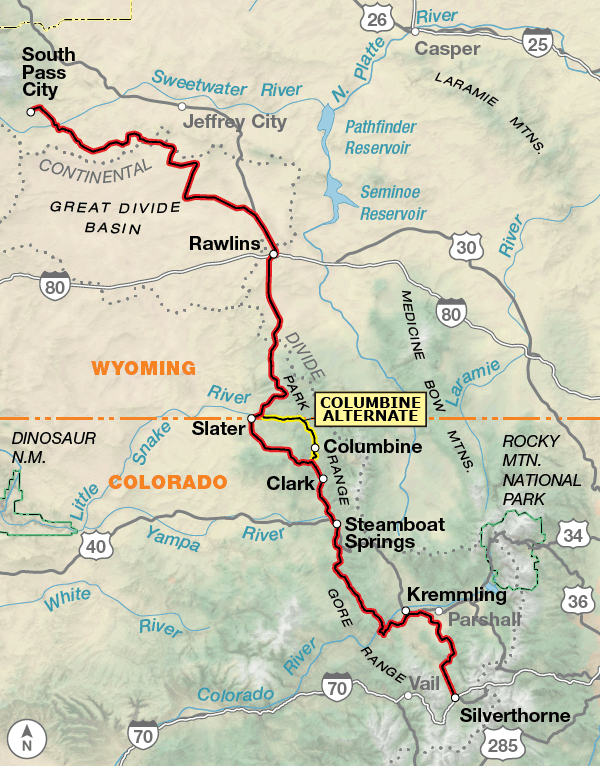 26
River
Casper
25
South
Pass
City
Sweetwater River
N. Platte
LARAMIE MTNS.
Jeffrey City
Pathfinder
Reservoir
CONTINENTAL
Seminoe
Reservoir
GREAT DIVIDE
BASIN
River
Rawlins
30
80
80
MEDICINE BOW MTNS.
DIVIDE
WYOMING
Laramie
PARK RANGE
River
COLUMBINE
ALTERNATE
Slater
DINOSAUR
N.M.
Little Snake
Columbine
ROCKY
MTN.
NATIONAL
PARK
COLORADO
Clark
Steamboat
Springs
40
Yampa River
34
White River
Kremmling
36
Parshall
GORE RANGE
River
Colorado
70
Vail
Silverthorne
N
70
285